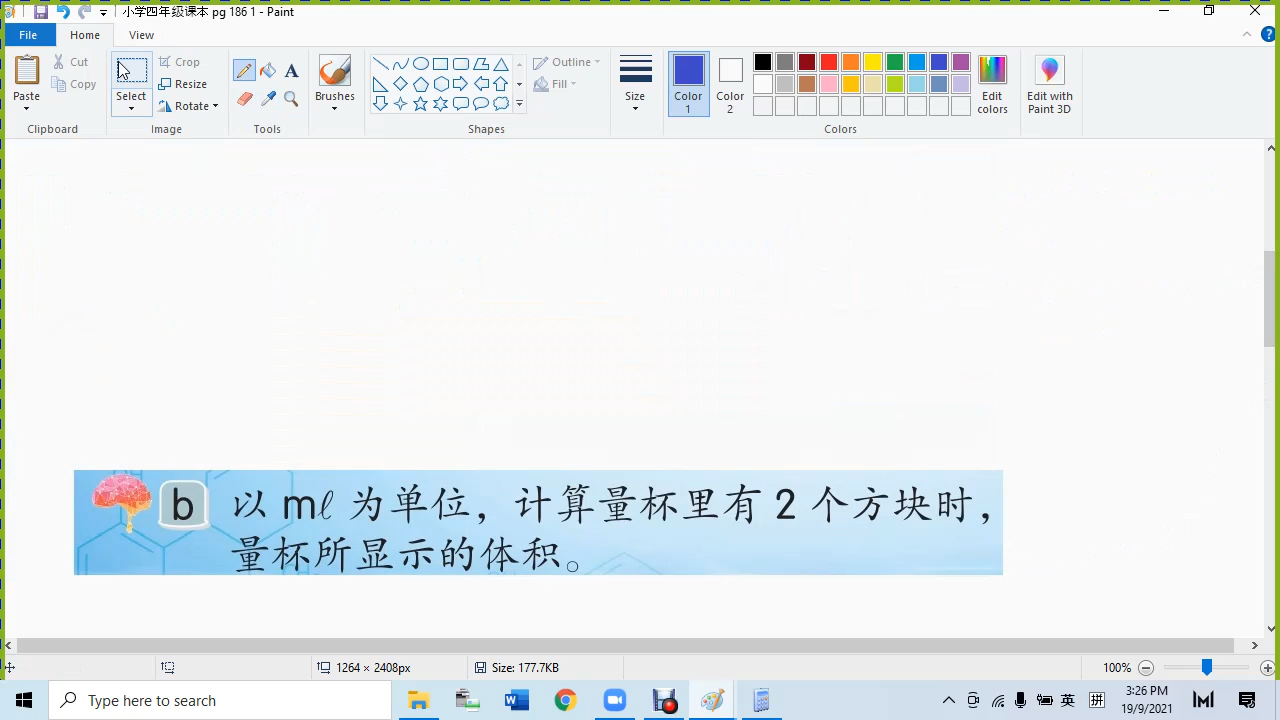 小学四年级课本 pg 186 1 - Paint
File Home View
Paste
Cut
Copy
Clipboard
Select
Crop
Resize
Rotate
Image
A
Tools
Brushes
Outline
Fill
Shapes
Size
Color 1
Color 2
Edit colors
Colors
Edit with Paint 3D
b 以 mℓ 为单位，计算量杯里有 2 个方块时，
量杯所显示的体积。
1264 × 2408px
Size: 177.7KB
100%
Type here to search
英
拼
3:26 PM
19/9/2021